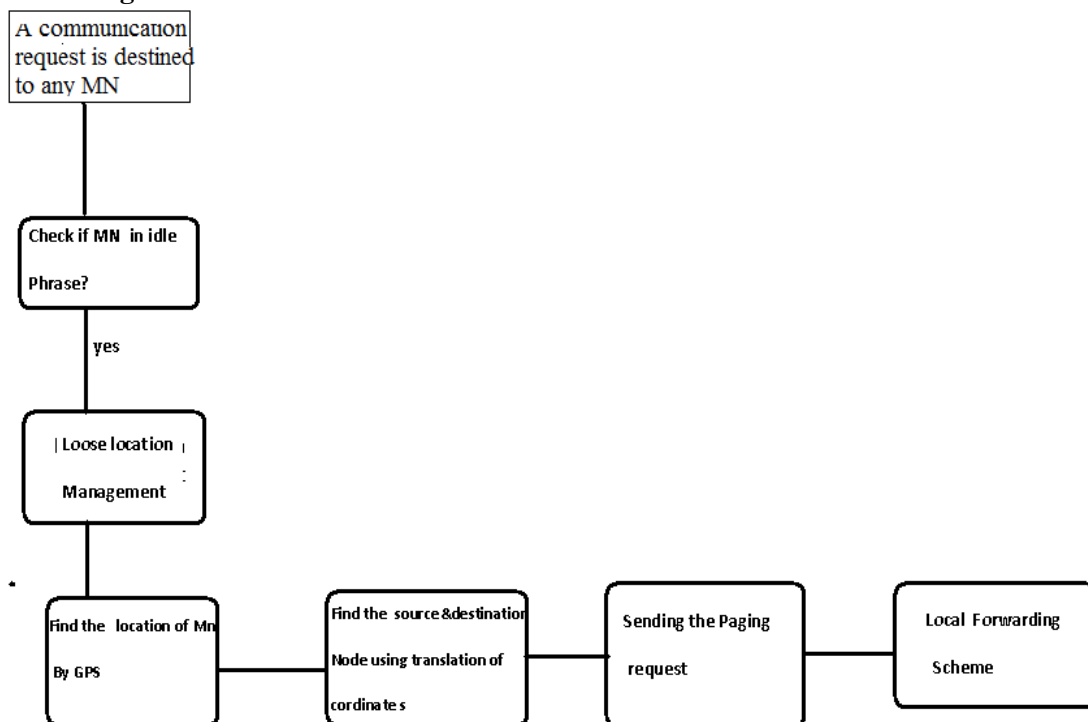 A communication
request is destined
to any MN
Check if MN in idle
Phrase?
yes
Loose location
Management
Find the location of Mn
By GPS
Find the source&destination
Node using translation of
cordinates
Sending the Paging
request
Local Forwarding
Scheme